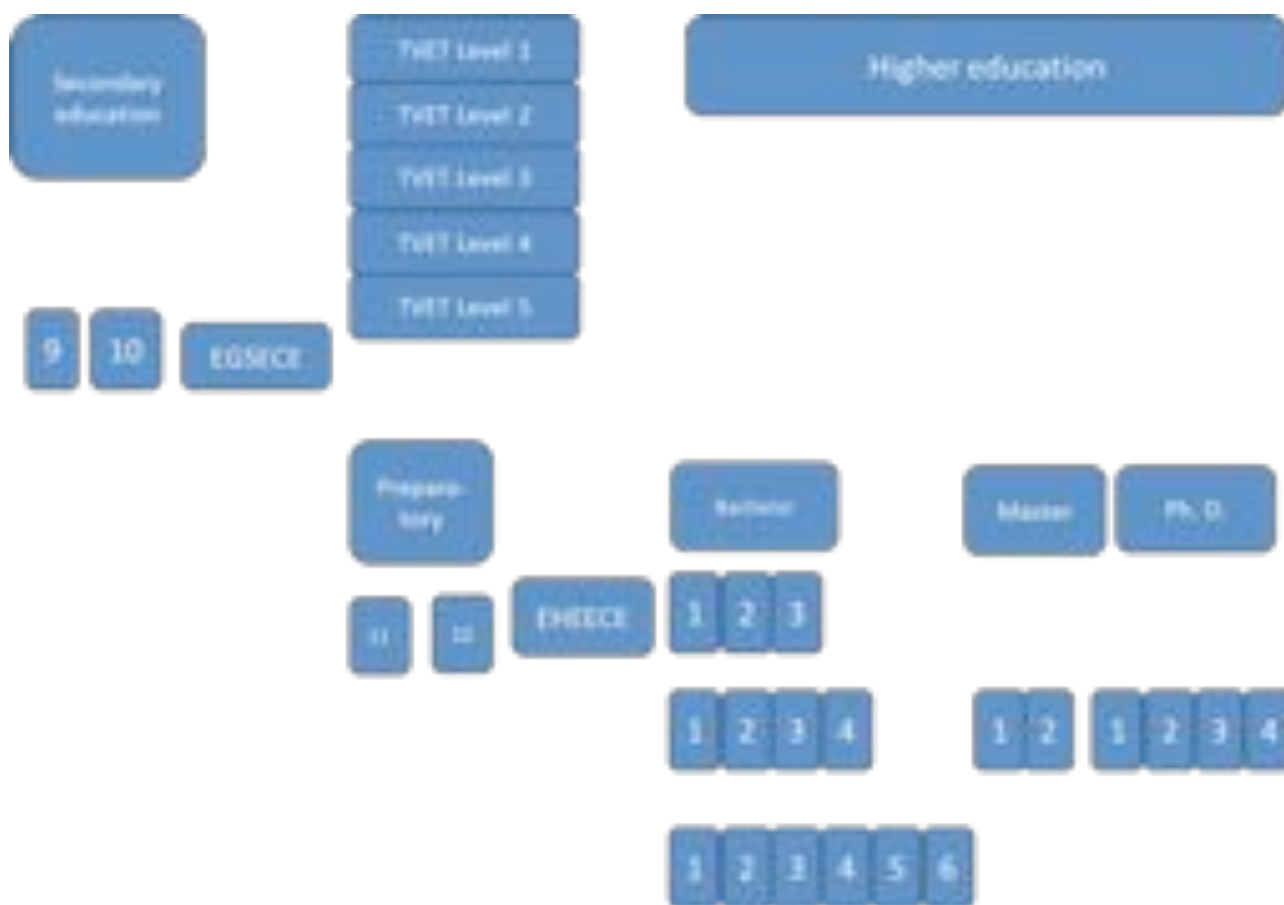 Secondary
education
TVET Level 1
TVET Level 2
TVET Level 3
TVET Level 4
TVET Level 5
Higher education
9 10 EGSECE
Prepara-
tory
Bachelor
Master
Ph. D.
11 12 EHEECE
1 2 3
1 2 3 4
1 2
1 2 3 4
1 2 3 4 5 6